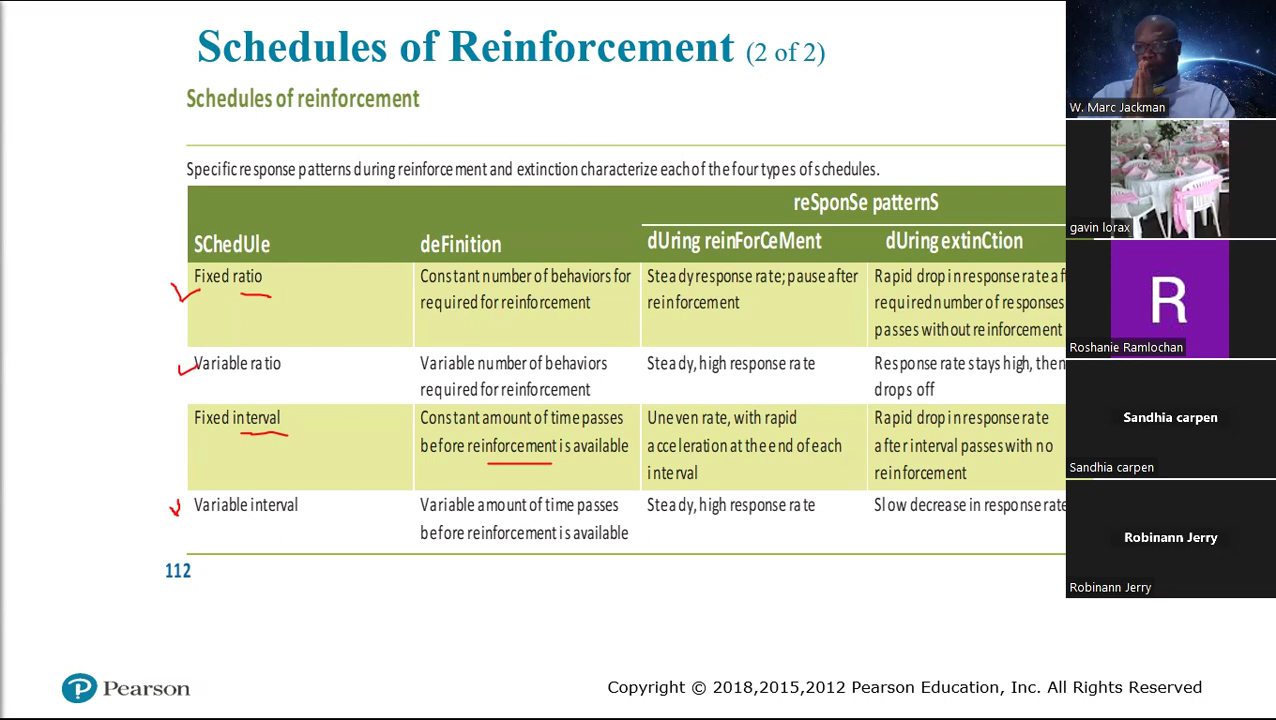 Schedules of Reinforcement (2 of 2)
Schedules of reinforcement
Specific response patterns during reinforcement and extinction characterize each of the four types of schedules.
reSponSe patternS
SChedUle deFinition dUring reinForCeMent dUring extinCtion
Fixed ratio Constant number of behaviors for Steady response rate; pause after Rapid drop in response rate
required for reinforcement reinforcement required number of responses
passes without reinforcement
Variable ratio Variable number of behaviors Steady, high response rate Response rate stays high, then
required for reinforcement drops off
Fixed interval Constant amount of time passes Uneven rate, with rapid Rapid drop in response rate
before reinforcement is available acceleration at the end of each after interval passes with no
interval reinforcement
Variable interval Variable amount of time passes Steady, high response rate Slow decrease in response rate
before reinforcement is available
112
Pearson
Copyright © 2018,2015,2012 Pearson Education, Inc. All Rights Reserved
W. Marc Jackman
gavin lorax
R
Roshanie Ramlochan
Sandhia carpen
Sandhia carpen
Robinann Jerry
Robinann Jerry